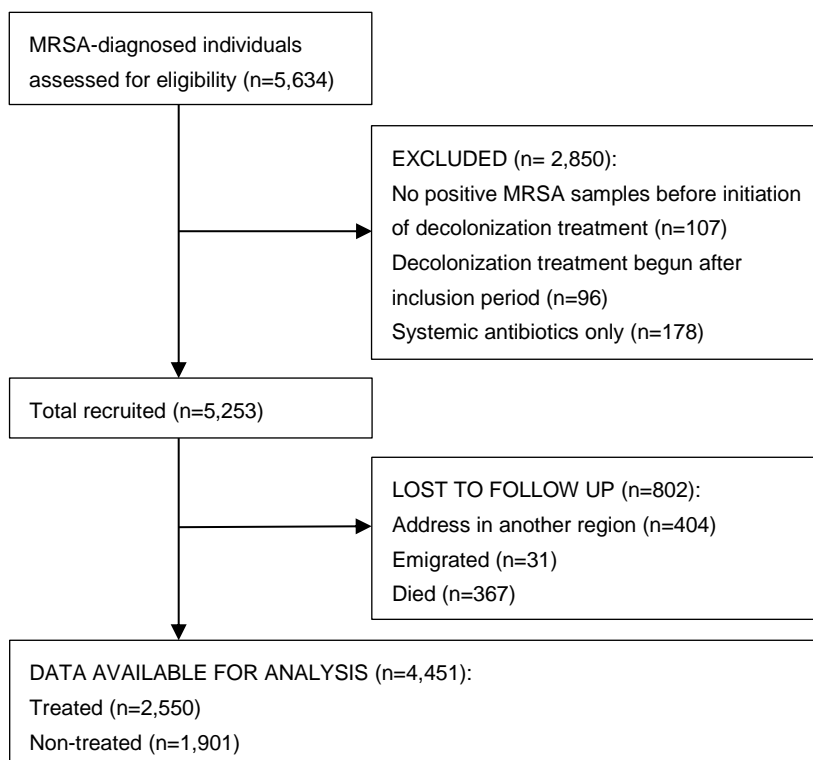 MRSA-diagnosed individuals
assessed for eligibility (n=5,634)
EXCLUDED (n= 2,850):
No positive MRSA samples before initiation
of decolonization treatment (n=107)
Decolonization treatment begun after
inclusion period (n=96)
Systemic antibiotics only (n=178)
Total recruited (n=5,253)
LOST TO FOLLOW UP (n=802):
Address in another region (n=404)
Emigrated (n=31)
Died (n=367)
DATA AVAILABLE FOR ANALYSIS (n=4,451):
Treated (n=2,550)
Non-treated (n=1,901)